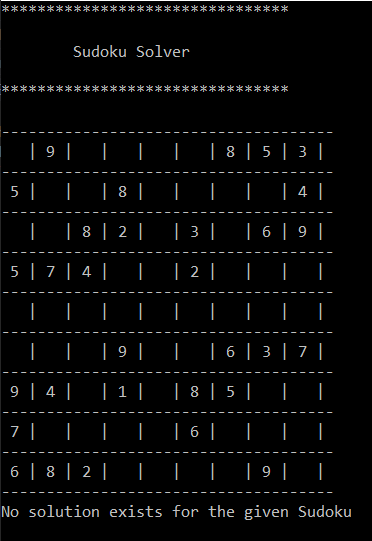 ********************************
Sudoku Solver
********************************
-------------------------------------
  | 9 |   |   |   |   | 8 | 5 | 3 |
-------------------------------------
5 |   |   | 8 |   |   |   |   | 4 |
-------------------------------------
  |   | 8 | 2 |   | 3 |   | 6 | 9 |
-------------------------------------
5 | 7 | 4 |   |   | 2 |   |   |   |
-------------------------------------
  |   |   |   |   |   |   |   |   |
-------------------------------------
  |   |   | 9 |   |   | 6 | 3 | 7 |
-------------------------------------
9 | 4 |   | 1 |   | 8 | 5 |   |   |
-------------------------------------
7 |   |   |   |   | 6 |   |   |   |
-------------------------------------
6 | 8 | 2 |   |   |   |   | 9 |   |
-------------------------------------
No solution exists for the given Sudoku